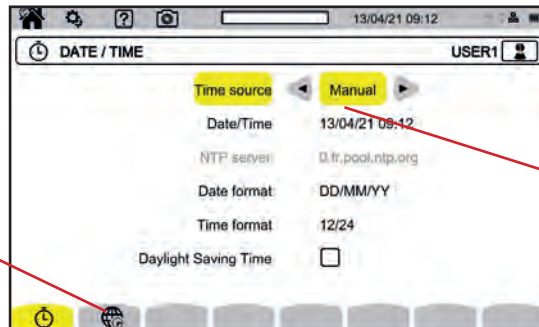 13/04/21 09:12
DATE / TIME USER1
Time source Manual
Date/Time 13/04/21 09:12
NTP server 0.fr.pool.ntp.org
Date format DD/MM/YY
Time format 12/24
Daylight Saving Time